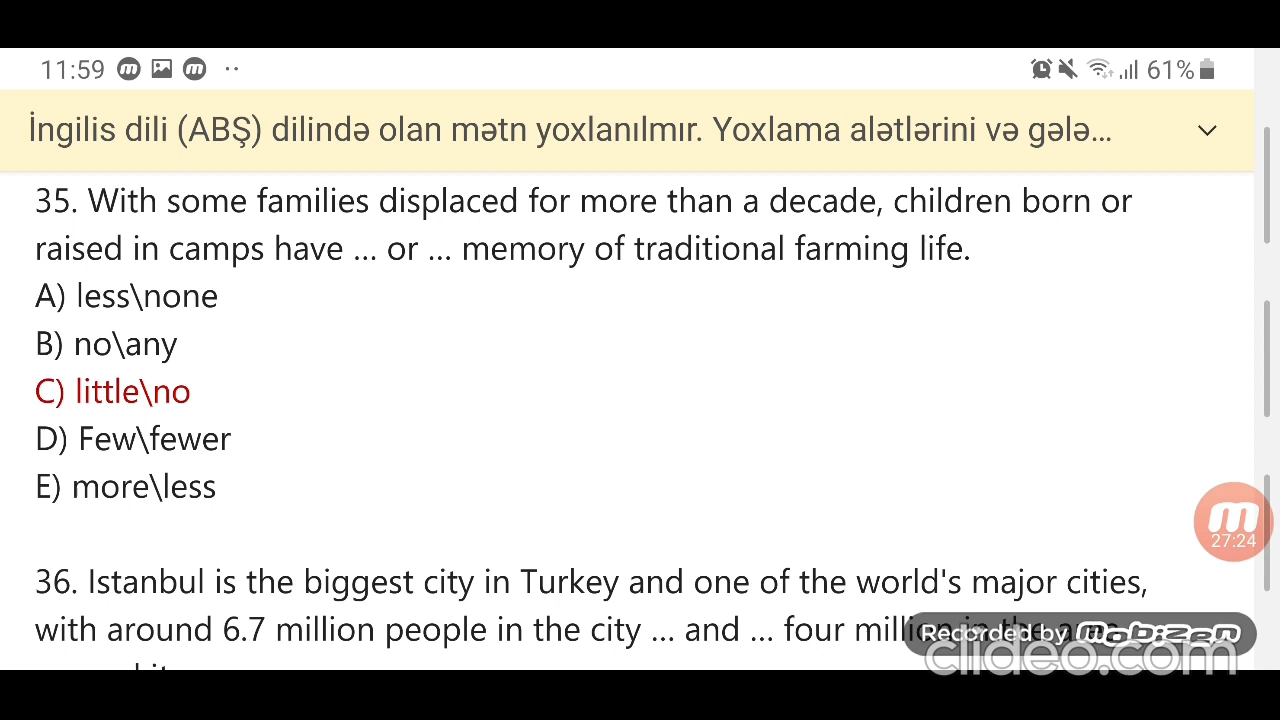 11:59 61%
İngilis dili (ABŞ) dilində olan mətn yoxlanılmır. Yoxlama alətlərini və gələ...
35. With some families displaced for more than a decade, children born or
raised in camps have ... or ... memory of traditional farming life.
A) less\none
B) no\any
C) little\no
D) Few\fewer
E) more\less
27:24
36. Istanbul is the biggest city in Turkey and one of the world's major cities,
with around 6.7 million people in the city ... and ... four million in the
Recorded by mobizen
clideo.com